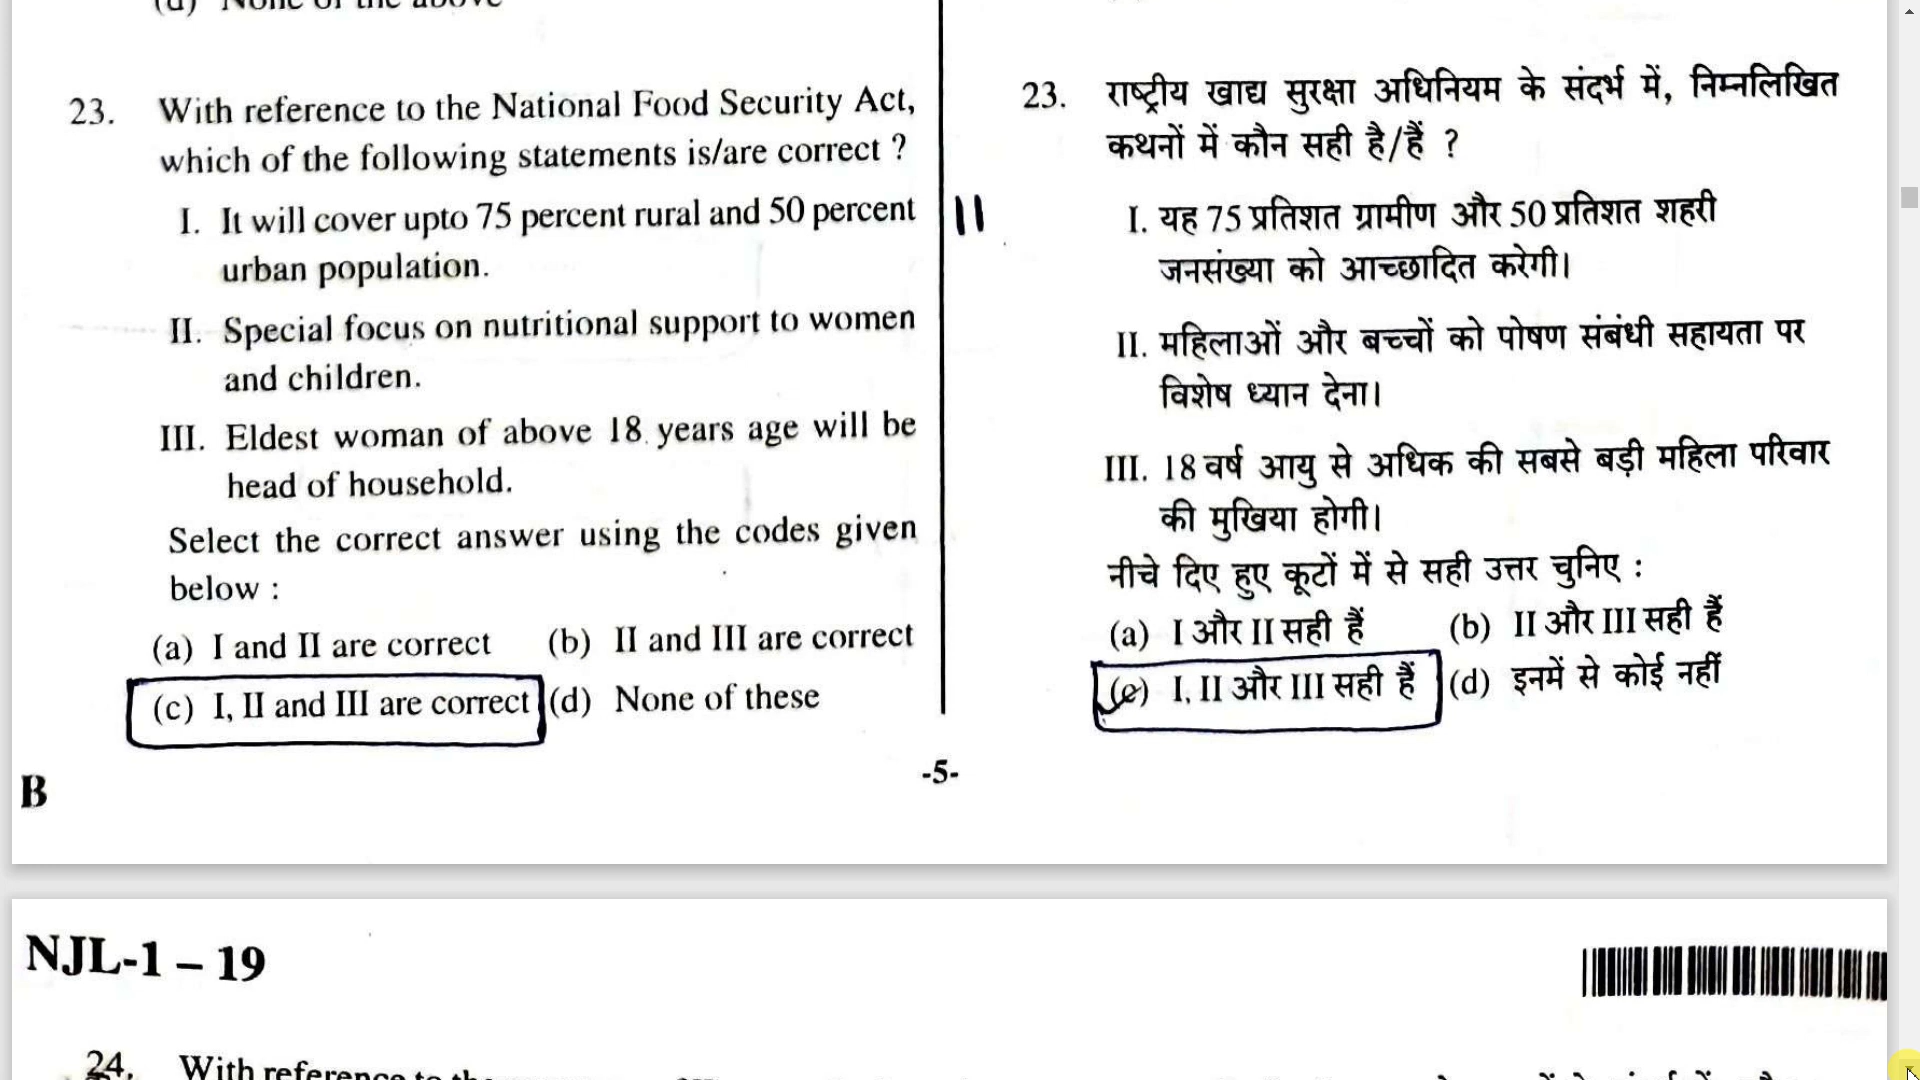 (d) None of the above
23. With reference to the National Food Security Act,
which of the following statements is/are correct ?
I. It will cover upto 75 percent rural and 50 percent
urban population.
II. Special focus on nutritional support to women
and children.
III. Eldest woman of above 18 years age will be
head of household.
Select the correct answer using the codes given
below :
(a) I and II are correct (b) II and III are correct
(c) I, II and III are correct (d) None of these
11
23. राष्ट्रीय खाद्य सुरक्षा अधिनियम के संदर्भ में, निम्नलिखित
कथनों में कौन सही है/हैं ?
I. यह 75 प्रतिशत ग्रामीण और 50 प्रतिशत शहरी
जनसंख्या को आच्छादित करेगी।
II. महिलाओं और बच्चों को पोषण संबंधी सहायता पर
विशेष ध्यान देना।
III. 18 वर्ष आयु से अधिक की सबसे बड़ी महिला परिवार
की मुखिया होगी।
नीचे दिए हुए कूटों में से सही उत्तर चुनिए :
(a) I और II सही हैं (b) II और III सही हैं
(c) I, II और III सही हैं (d) इनमें से कोई नहीं
B
-5-
NJL-1 – 19
24. With reference to the